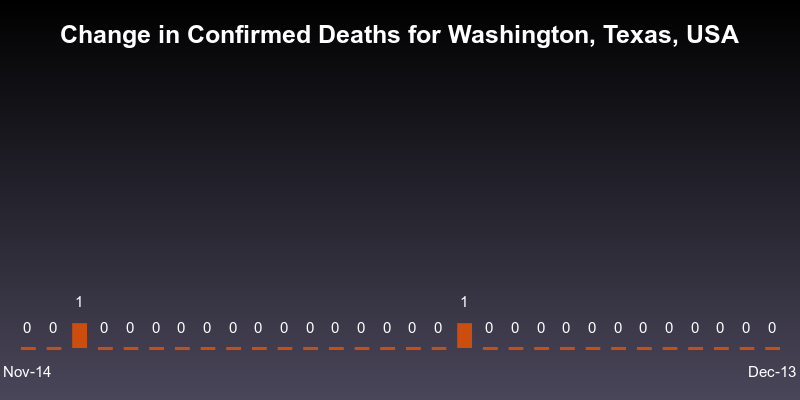 Change in Confirmed Deaths for Washington, Texas, USA
1 1
0 0 0 0 0 0 0 0 0 0 0 0 0 0 0 0 0 0 0 0 0 0 0 0 0 0 0 0
Nov-14 Dec-13